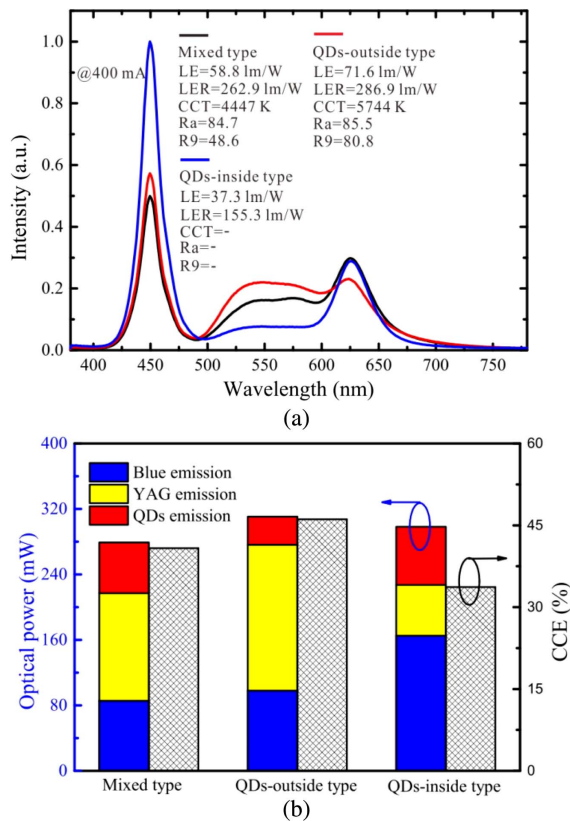 @400 mA
Mixed type
LE=58.8 lm/W
LER=262.9 lm/W
CCT=4447 K
Ra=84.7
R9=48.6
QDs-outside type
LE=71.6 lm/W
LER=286.9 lm/W
CCT=5744 K
Ra=85.5
R9=80.8
QDs-inside type
LE=37.3 lm/W
LER=155.3 lm/W
CCT=-
Ra=-
R9=-
Intensity (a.u.)
1.0
0.8
0.6
0.4
0.2
0.0
400 450 500 550 600 650 700 750
Wavelength (nm)
(a)
Optical power (mW)
400
320
240
160
80
0
Blue emission
YAG emission
QDs emission
60
45
30
15
0
CCE (%)
Mixed type QDs-outside type QDs-inside type
(b)